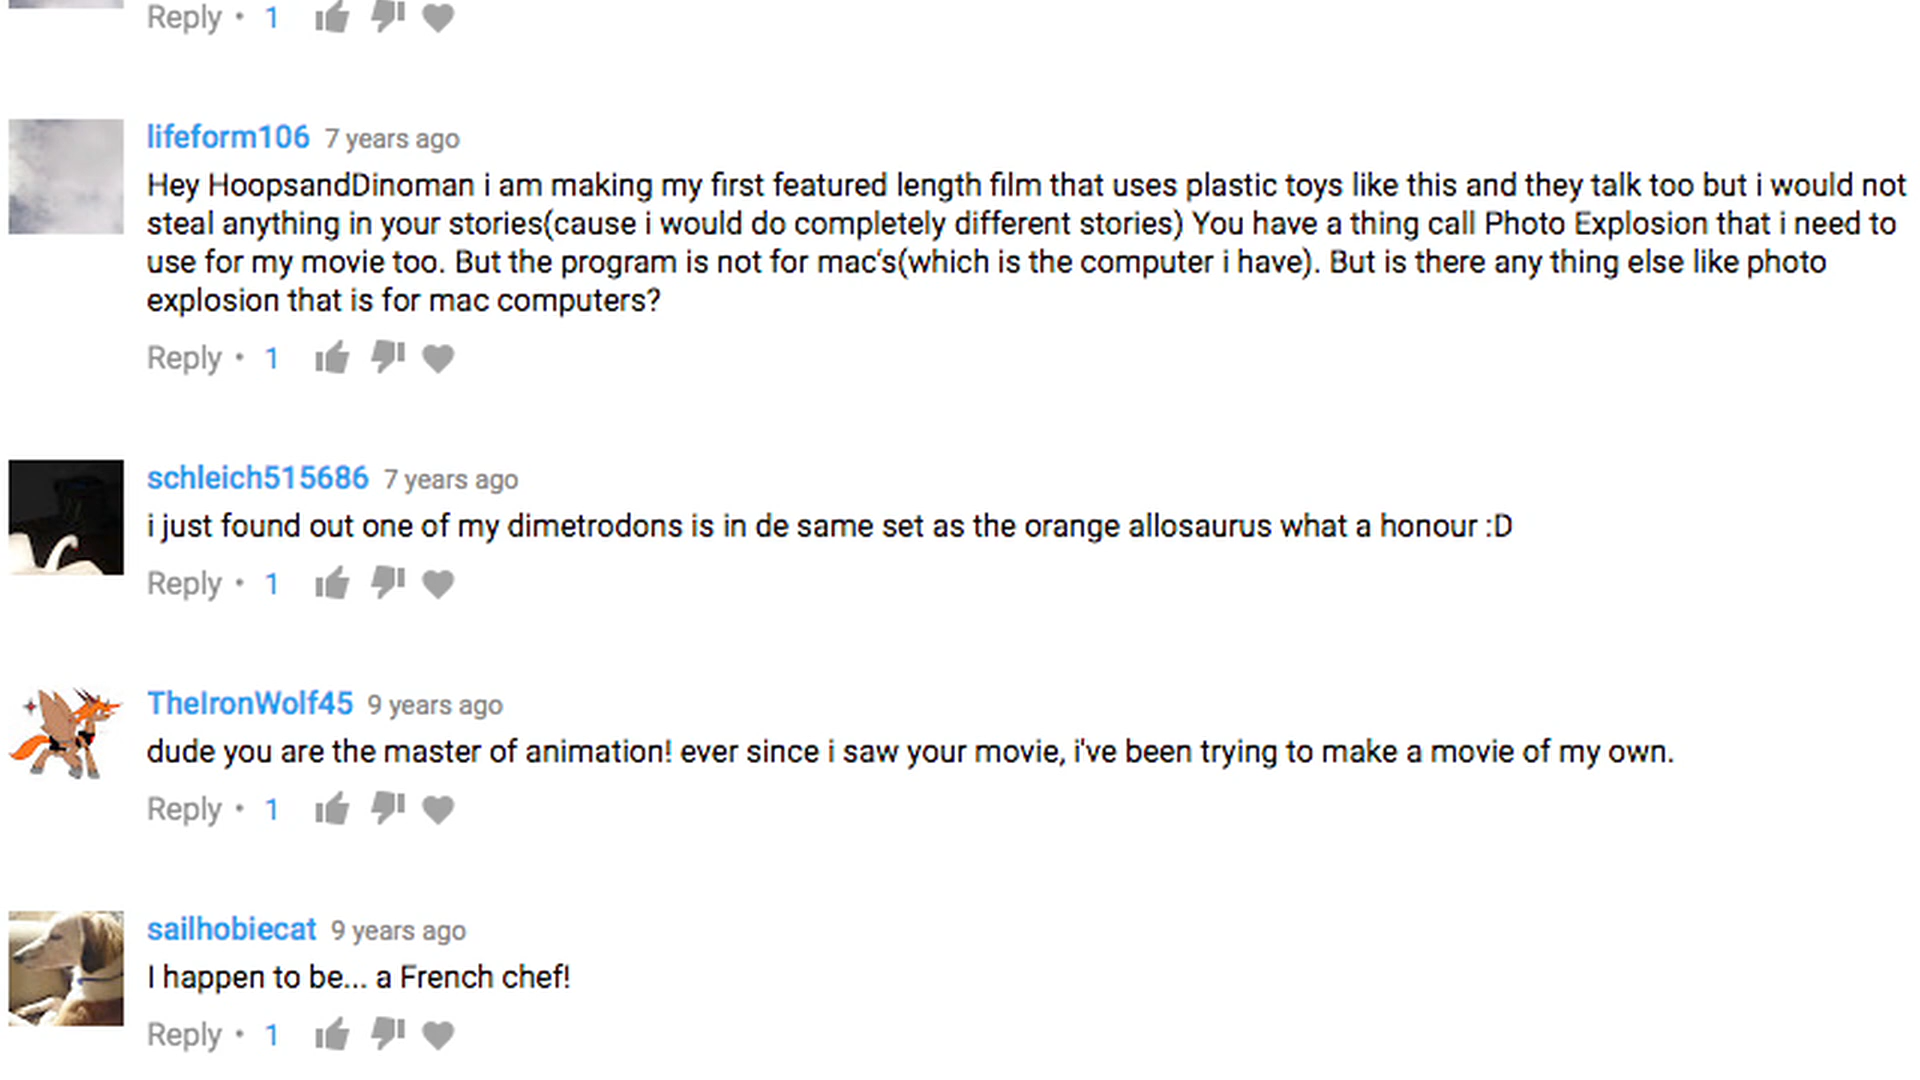 Reply • 1
lifeform106 7 years ago
Hey HoopsandDinoman i am making my first featured length film that uses plastic toys like this and they talk too but i would not
steal anything in your stories(cause i would do completely different stories) You have a thing call Photo Explosion that i need to
use for my movie too. But the program is not for mac's(which is the computer i have). But is there any thing else like photo
explosion that is for mac computers?
Reply • 1
schleich515686 7 years ago
i just found out one of my dimetrodons is in de same set as the orange allosaurus what a honour :D
Reply • 1
TheIronWolf45 9 years ago
dude you are the master of animation! ever since i saw your movie, i've been trying to make a movie of my own.
Reply • 1
sailhobiecat 9 years ago
I happen to be... a French chef!
Reply • 1